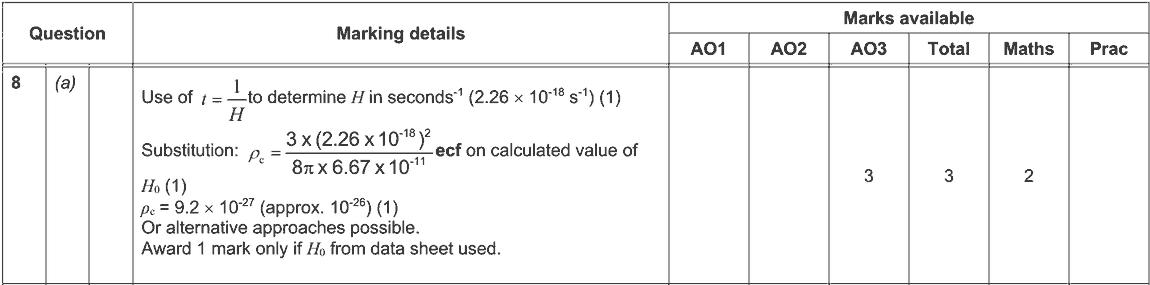 Question Marking details Marks available
AO1 AO2 AO3 Total Maths Prac
8 (a) Use of t = 1/H to determine H in seconds⁻¹ (2.26 × 10⁻¹⁸ s⁻¹) (1)
Substitution: ρc = 3 x (2.26 x 10⁻¹⁸)² / 8π x 6.67 x 10⁻¹¹ ecf on calculated value of
H₀ (1)
ρc = 9.2 × 10⁻²⁷ (approx. 10⁻²⁶) (1)
Or alternative approaches possible.
Award 1 mark only if H₀ from data sheet used.
3 3 2